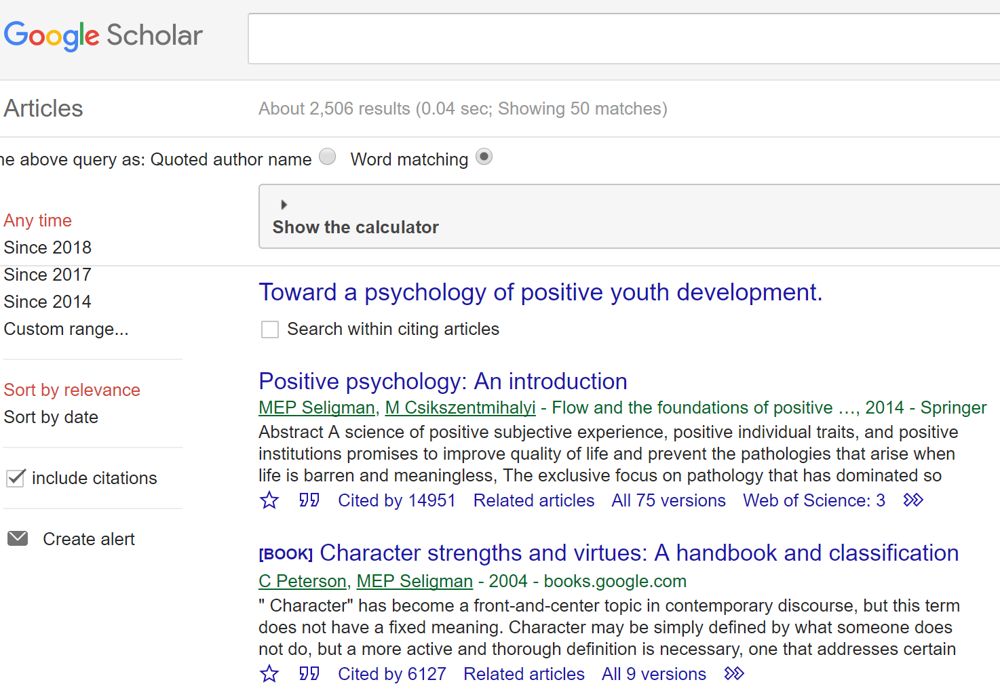 Google Scholar
Articles
About 2,506 results (0.04 sec; Showing 50 matches)
above query as: Quoted author name Word matching
Show the calculator
Any time
Since 2018
Since 2017
Since 2014
Custom range...
Sort by relevance
Sort by date
include citations
Create alert
Toward a psychology of positive youth development.
Search within citing articles
Positive psychology: An introduction
MEP Seligman, M Csikszentmihalyi - Flow and the foundations of positive …, 2014 - Springer
Abstract A science of positive subjective experience, positive individual traits, and positive
institutions promises to improve quality of life and prevent the pathologies that arise when
life is barren and meaningless, The exclusive focus on pathology that has dominated so
Cited by 14951 Related articles All 75 versions Web of Science: 3
[BOOK] Character strengths and virtues: A handbook and classification
C Peterson, MEP Seligman - 2004 - books.google.com
" Character" has become a front-and-center topic in contemporary discourse, but this term
does not have a fixed meaning. Character may be simply defined by what someone does
not do, but a more active and thorough definition is necessary, one that addresses certain
Cited by 6127 Related articles All 9 versions